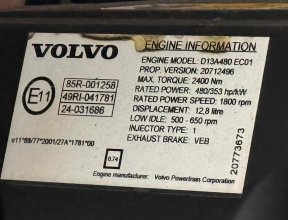 VOLVO
ENGINE INFORMATION
ENGINE MODEL: D13A480 EC01
PROP. VERSION: 20712496
MAX. TORQUE: 2400 Nm
RATED POWER: 480/353 hp/kW
RATED POWER SPEED: 1800 rpm
DISPLACEMENT: 12,8 litre
LOW IDLE: 500 - 650 rpm
INJECTOR TYPE: 1
EXHAUST BRAKE: VEB
E11
85R-001258
49RI-041781
24-031686
e11*88/77*2001/27A*1781*00
0.74
20773673
Engine manufacturer: Volvo Powertrain Corporation